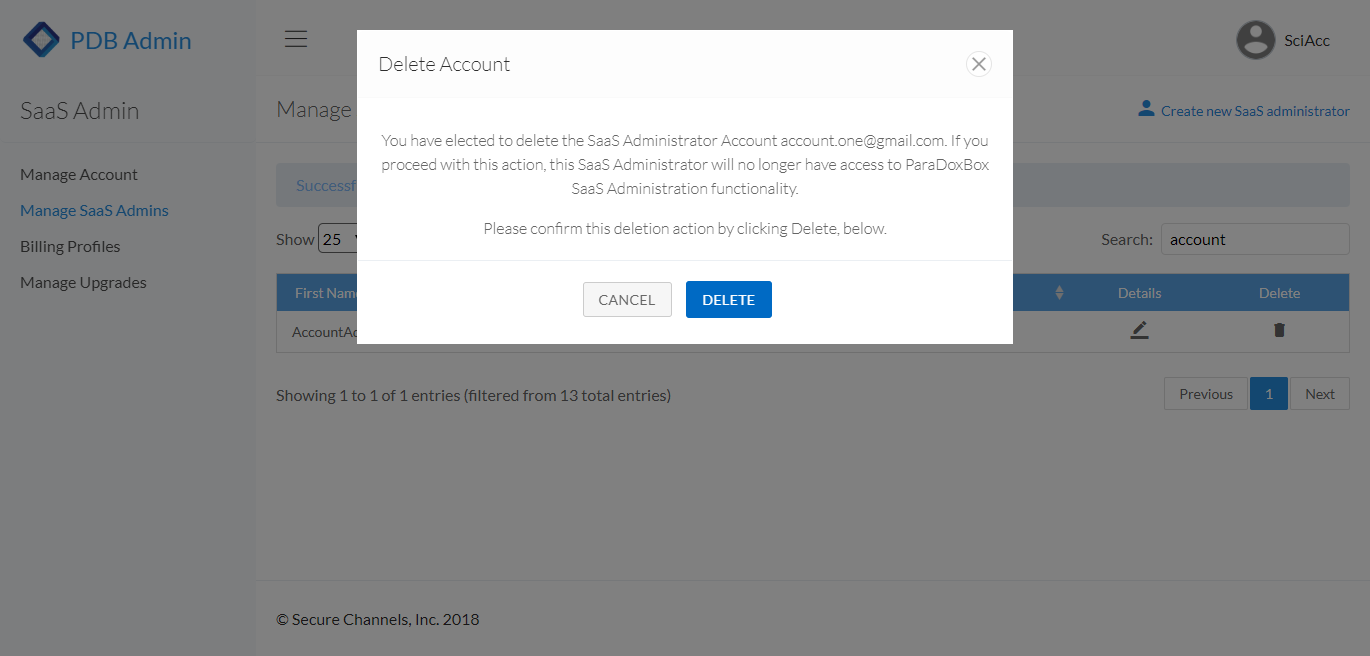 PDB Admin
SciAcc
Delete Account
SaaS Admin
Manage
Create new SaaS administrator
You have elected to delete the SaaS Administrator Account account.one@gmail.com. If you
proceed with this action, this SaaS Administrator will no longer have access to ParaDoxBox
SaaS Administration functionality.
Please confirm this deletion action by clicking Delete, below.
CANCEL DELETE
Manage Account
Manage SaaS Admins
Billing Profiles
Manage Upgrades
Successf
Show 25 Search: account
First Nam Details Delete
AccountAd
Showing 1 to 1 of 1 entries (filtered from 13 total entries)
Previous 1 Next
© Secure Channels, Inc. 2018